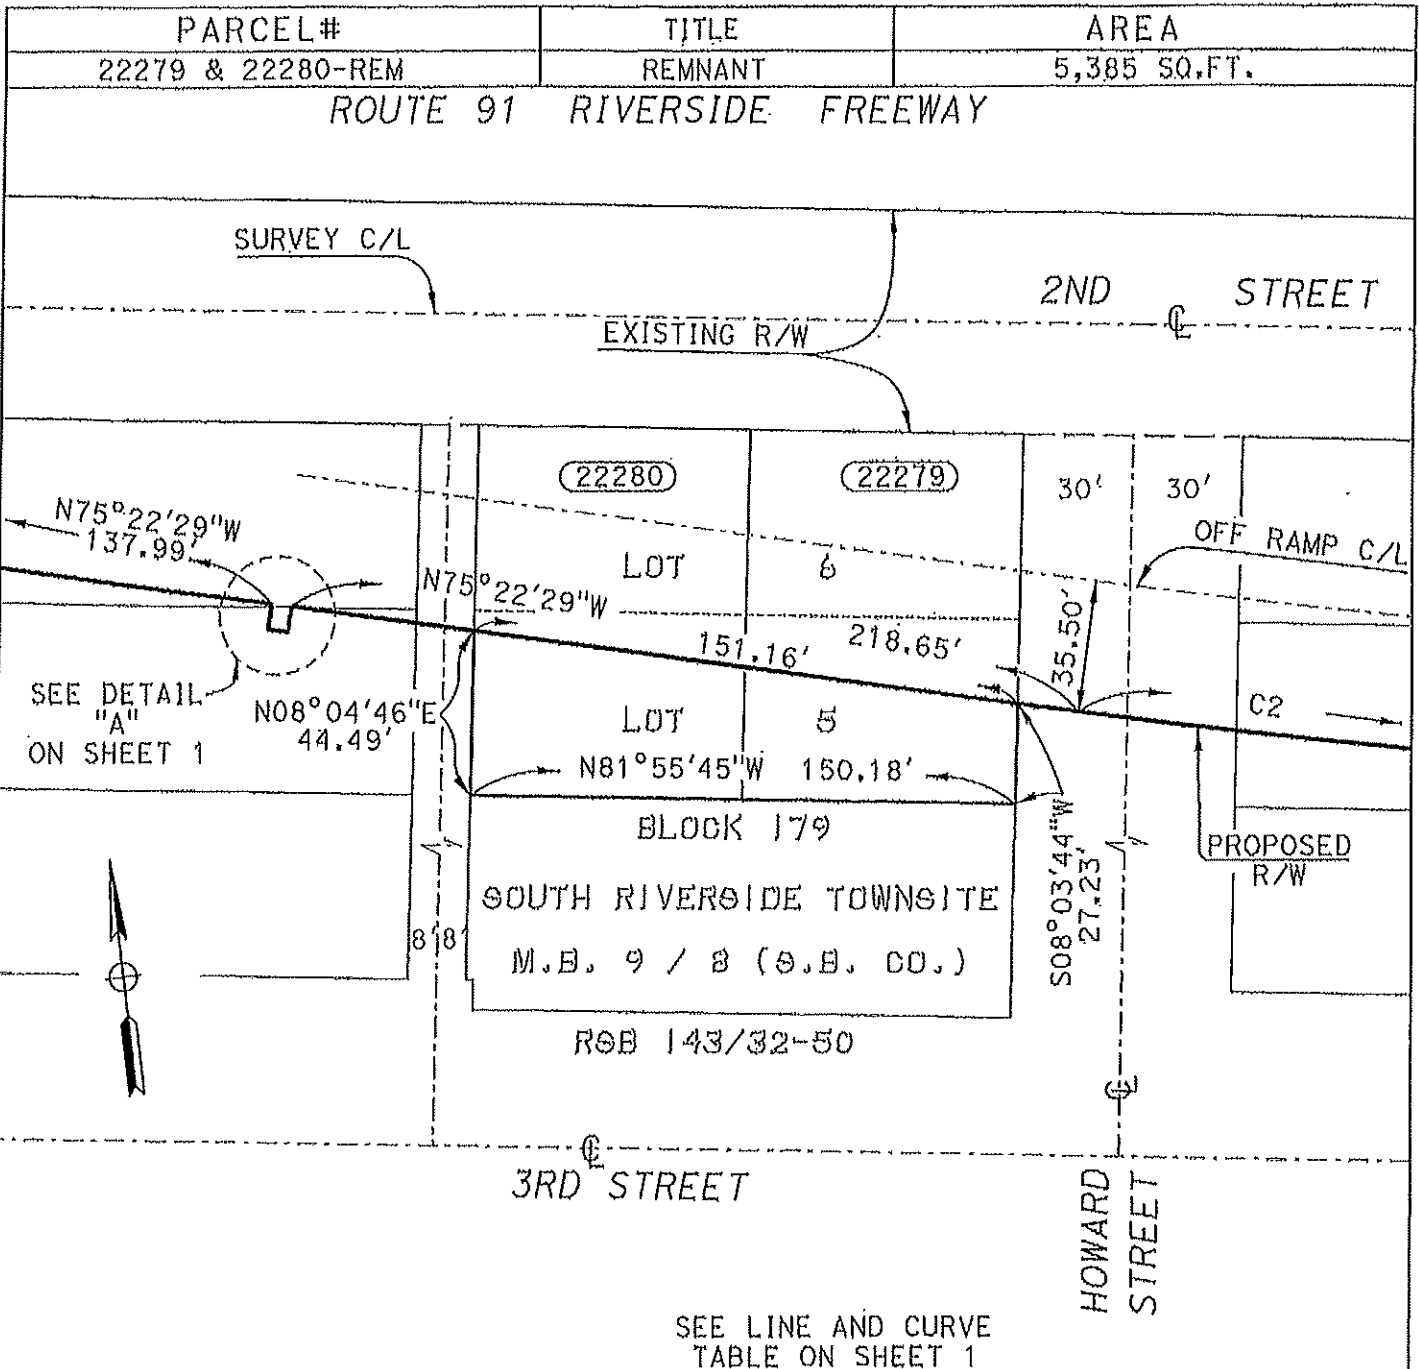 PARCEL# TITLE AREA
22279 & 22280-REM REMNANT 5,385 SQ.FT.
ROUTE 91 RIVERSIDE FREEWAY
SURVEY C/L
2ND STREET
EXISTING R/W
22280 22279
30' 30'
N75°22'29"W
137.99'
OFF RAMP C/L
LOT 6
N75°22'29"W
151.16' 218.65'
35.50'
SEE DETAIL
"A"
ON SHEET 1
N08°04'46"E
44.49'
LOT 5
C2
N81°55'45"W 150.18'
BLOCK 179
S08°03'44"W
27.23'
PROPOSED
R/W
SOUTH RIVERSIDE TOWNSITE
8' 8'
M.B. 9 / 8 (S.B. CO.)
RSB 143/32-50
3RD STREET
HOWARD
STREET
SEE LINE AND CURVE
TABLE ON SHEET 1